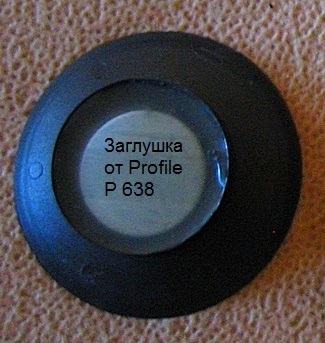 Заглушка
от Profile
P 638